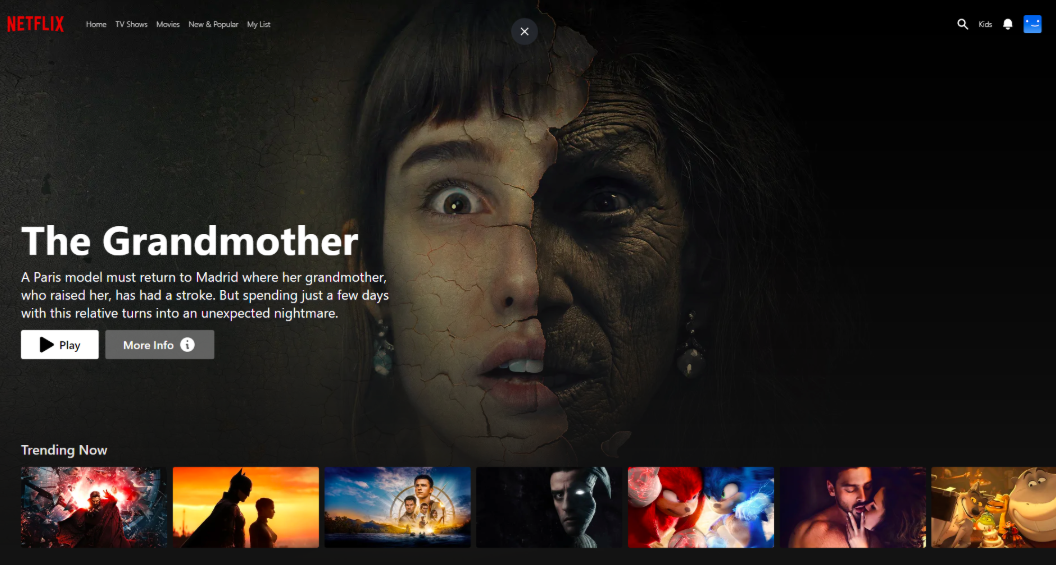 NETFLIX Home TV Shows Movies New & Popular My List Kids
The Grandmother
A Paris model must return to Madrid where her grandmother,
who raised her, has had a stroke. But spending just a few days
with this relative turns into an unexpected nightmare.
Play More Info
Trending Now